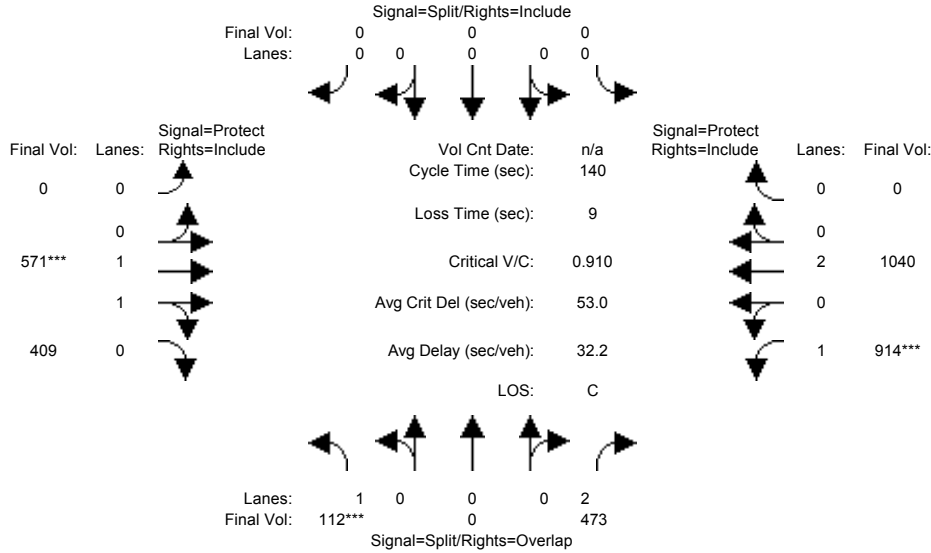 Signal=Split/Rights=Include
Final Vol: 0 0 0
Lanes: 0 0 0 0 0
Signal=Protect Signal=Protect
Final Vol: Lanes: Rights=Include Vol Cnt Date: n/a Rights=Include Lanes: Final Vol:
Cycle Time (sec): 140
0 0 0 0
Loss Time (sec): 9
0 0
571*** 1 Critical V/C: 0.910 2 1040
1 Avg Crit Del (sec/veh): 53.0 0
409 0 Avg Delay (sec/veh): 32.2 1 914***
LOS: C
Lanes: 1 0 0 0 2
Final Vol: 112*** 0 473
Signal=Split/Rights=Overlap